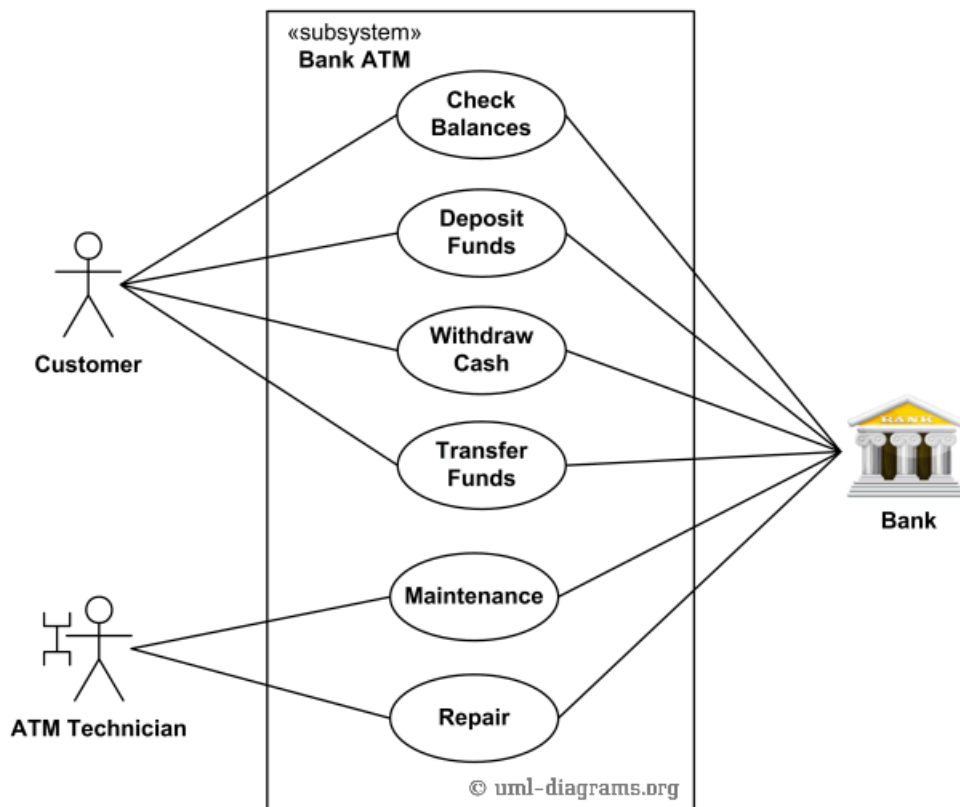 «subsystem»
Bank ATM
Check
Balances
Deposit
Funds
Customer
Withdraw
Cash
BANK
Transfer
Funds
Bank
Maintenance
ATM Technician
Repair
© uml-diagrams.org